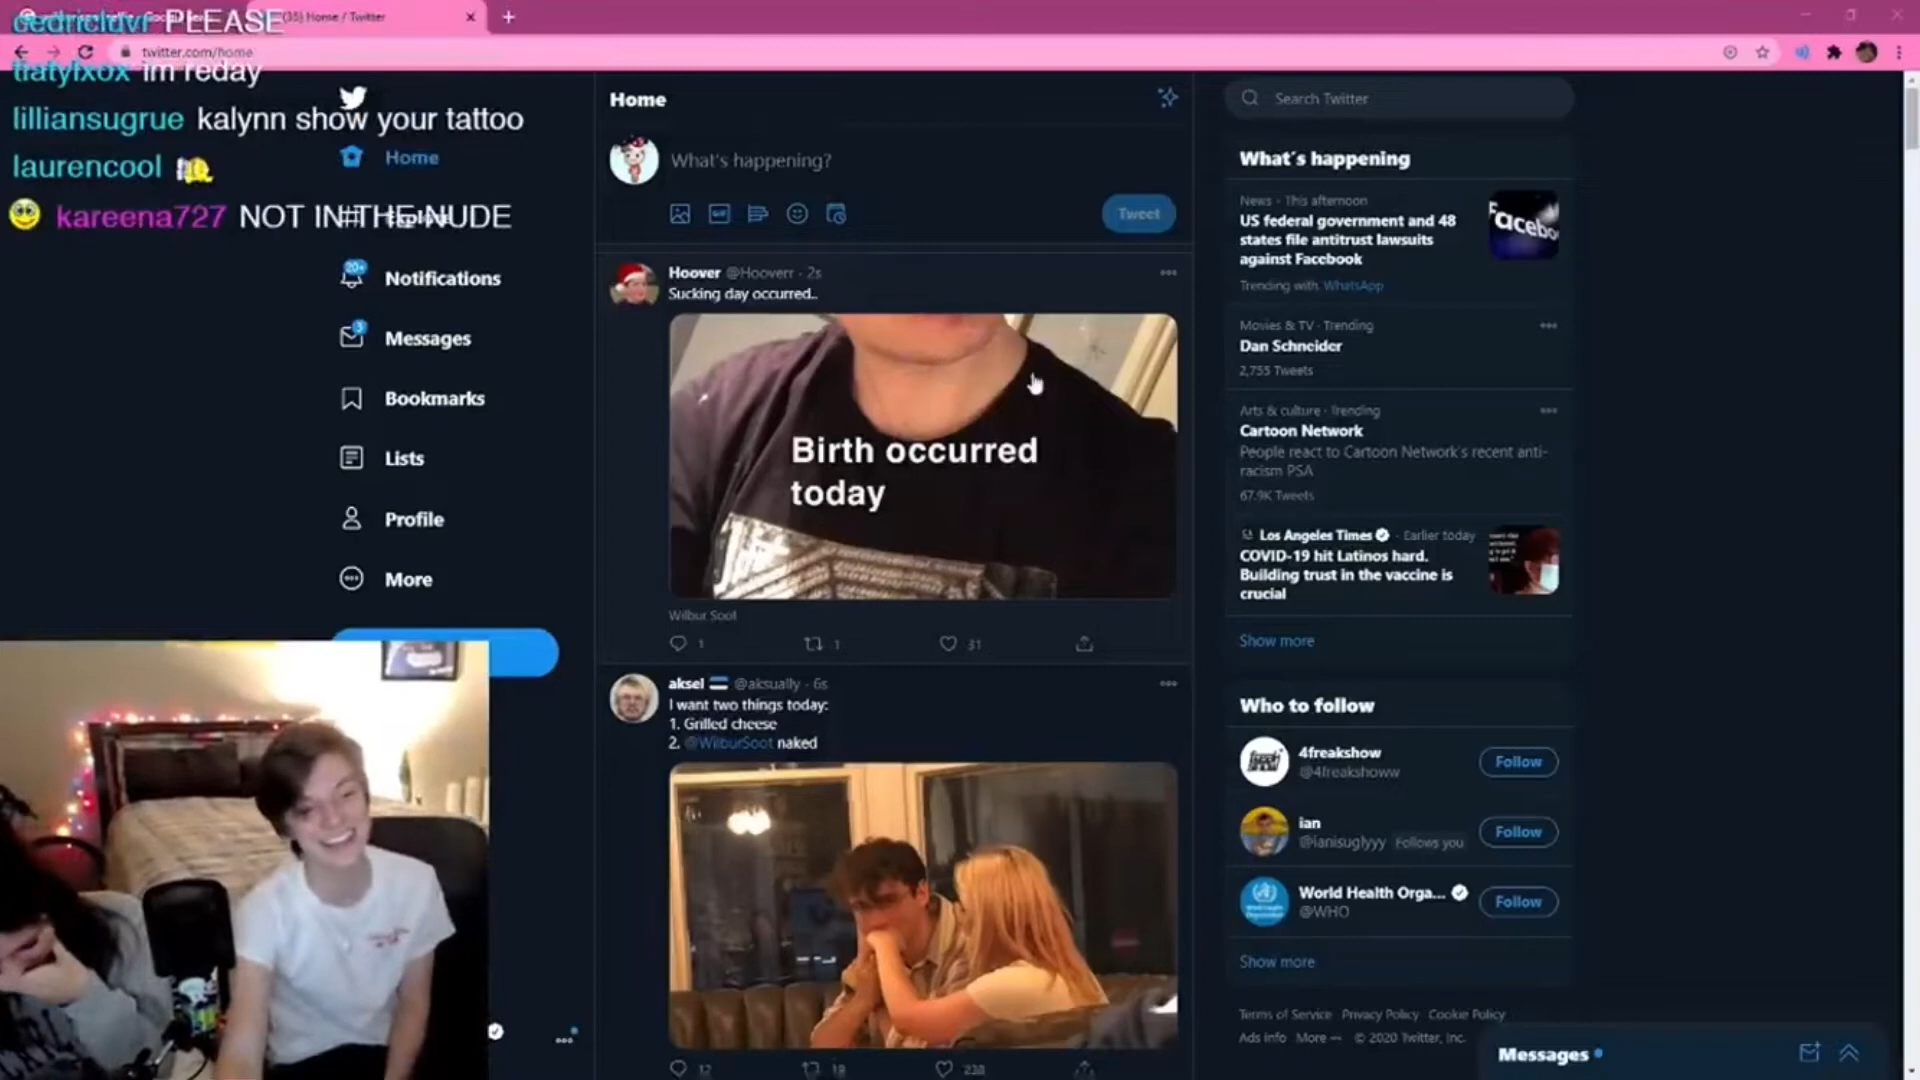 cedricluvr PLEASE
(35) Home / Twitter
twitter.com/home
im reday
lilliansugrue kalynn show your tattoo
laurencool
kareena727 NOT IN THE NUDE
Home
Explore
20+
Notifications
3
Messages
Bookmarks
Lists
Profile
More
Home
What's happening?
GIF
Tweet
Hoover @Hooverr · 2s
Sucking day occurred..
Birth occurred
today
Wilbur Soot
1 1 31
aksel @aksually · 6s
I want two things today:
1. Grilled cheese
2. @WilburSoot naked
12 19 238
Search Twitter
What's happening
News · This afternoon
US federal government and 48
states file antitrust lawsuits
against Facebook
Trending with WhatsApp
Facebo
Movies & TV · Trending
Dan Schneider
2,755 Tweets
Arts & culture · Trending
Cartoon Network
People react to Cartoon Network's recent anti-
racism PSA
67.9K Tweets
Los Angeles Times · Earlier today
COVID-19 hit Latinos hard.
Building trust in the vaccine is
crucial
Show more
Who to follow
4freakshow
@4freakshoww
Follow
ian
@ianisuglyyy Follows you
Follow
World Health Orga...
@WHO
Follow
Show more
Terms of Service Privacy Policy Cookie Policy
Ads info More ··· © 2020 Twitter, Inc.
Messages